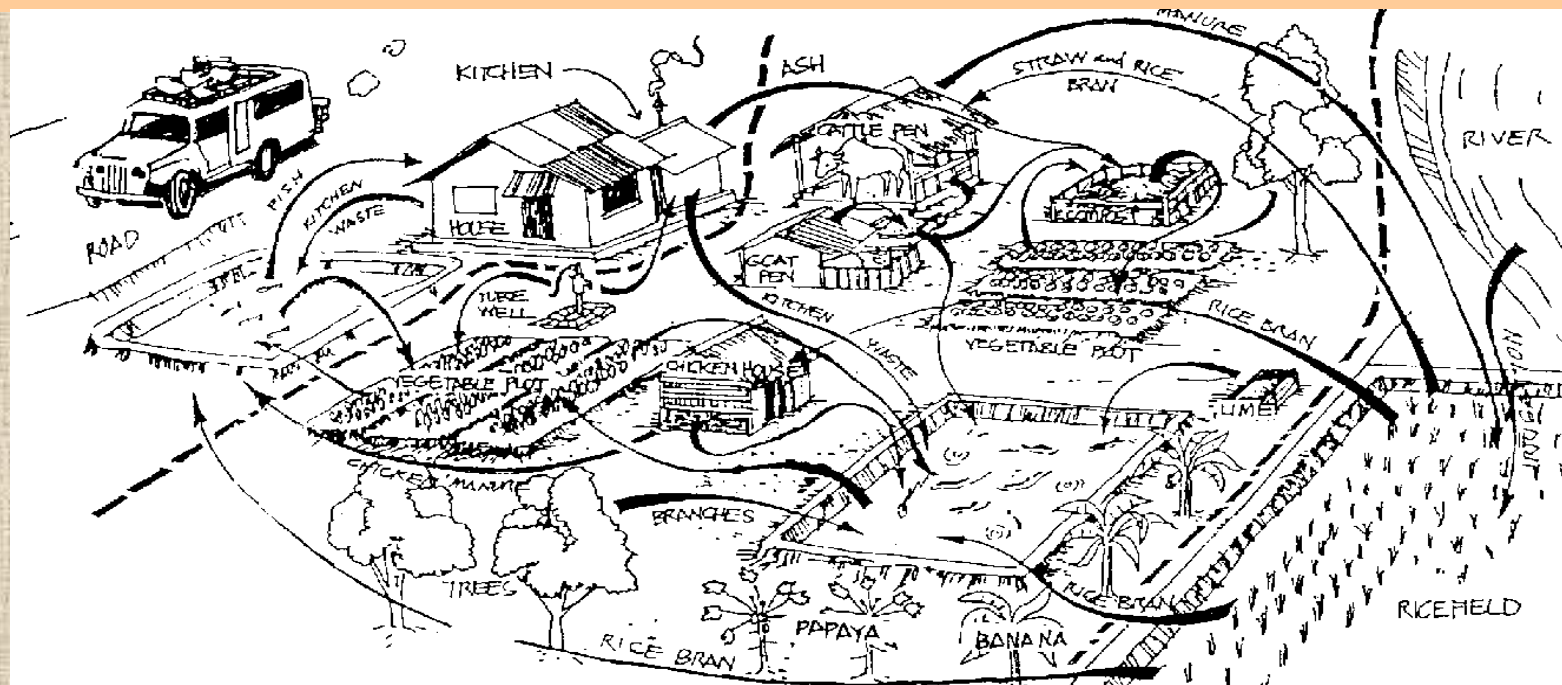 MANURE
KITCHEN
ASH
STRAW and RICE
BRAN
RIVER
CATTLE PEN
FISH
KITCHEN
WASTE
ROAD
HOUSE
COMPOST
GOAT
PEN
TUBE
WELL
KITCHEN
WASTE
RICE BRAN
VEGETABLE PLOT
CHICKEN HOUSE
VEGETABLE PLOT
LIME
CHICKEN MANURE
BRANCHES
TREES
RICE BRAN
RICEFIELD
PAPAYA
BANANA
RICE BRAN